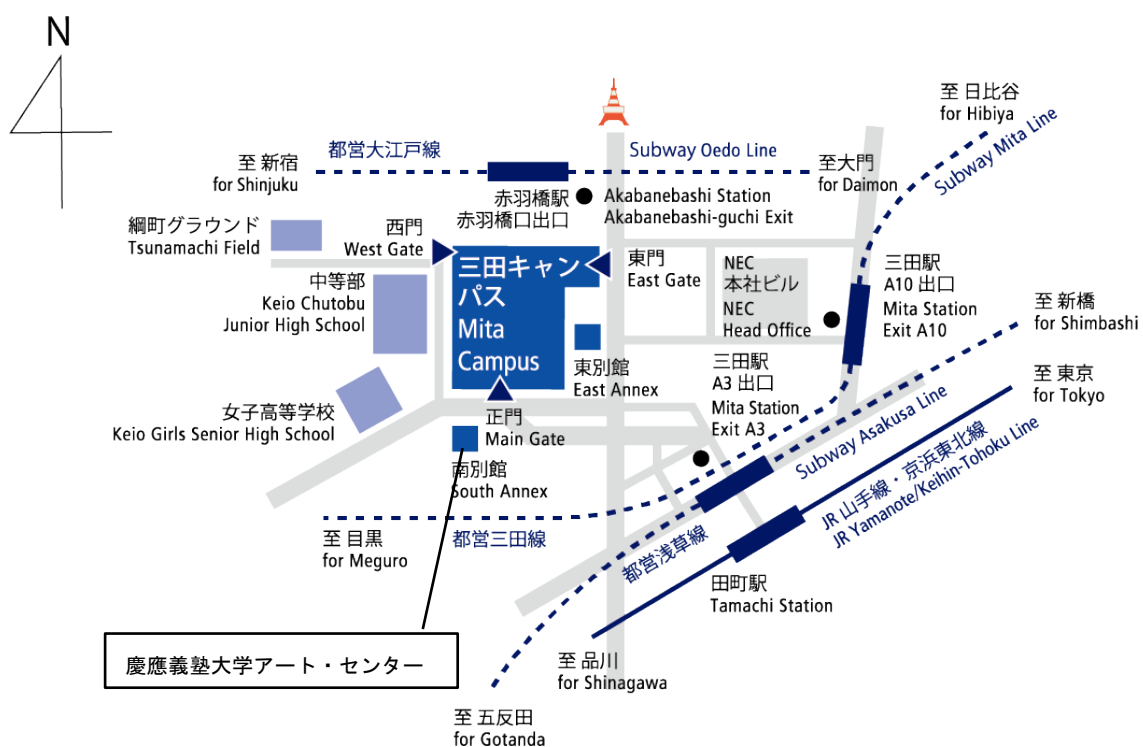 N
至 日比谷
for Hibiya
Subway Mita Line
都営大江戸線
Subway Oedo Line
至 新宿
for Shinjuku
至大門
for Daimon
赤羽橋駅
赤羽橋口出口
Akabanebashi Station
Akabanebashi-guchi Exit
綱町グラウンド
Tsunamachi Field
西門
West Gate
三田キャン
パス
Mita
Campus
東門
East Gate
NEC
本社ビル
NEC
Head Office
三田駅
A10 出口
Mita Station
Exit A10
至 新橋
for Shimbashi
中等部
Keio Chutobu
Junior High School
東別館
East Annex
三田駅
A3 出口
Mita Station
Exit A3
至 東京
for Tokyo
女子高等学校
Keio Girls Senior High School
正門
Main Gate
南別館
South Annex
Subway Asakusa Line
JR 山手線・京浜東北線
JR Yamanote/Keihin-Tohoku Line
至 目黒
for Meguro
都営三田線
都営浅草線
田町駅
Tamachi Station
慶應義塾大学アート・センター
至 品川
for Shinagawa
至 五反田
for Gotanda